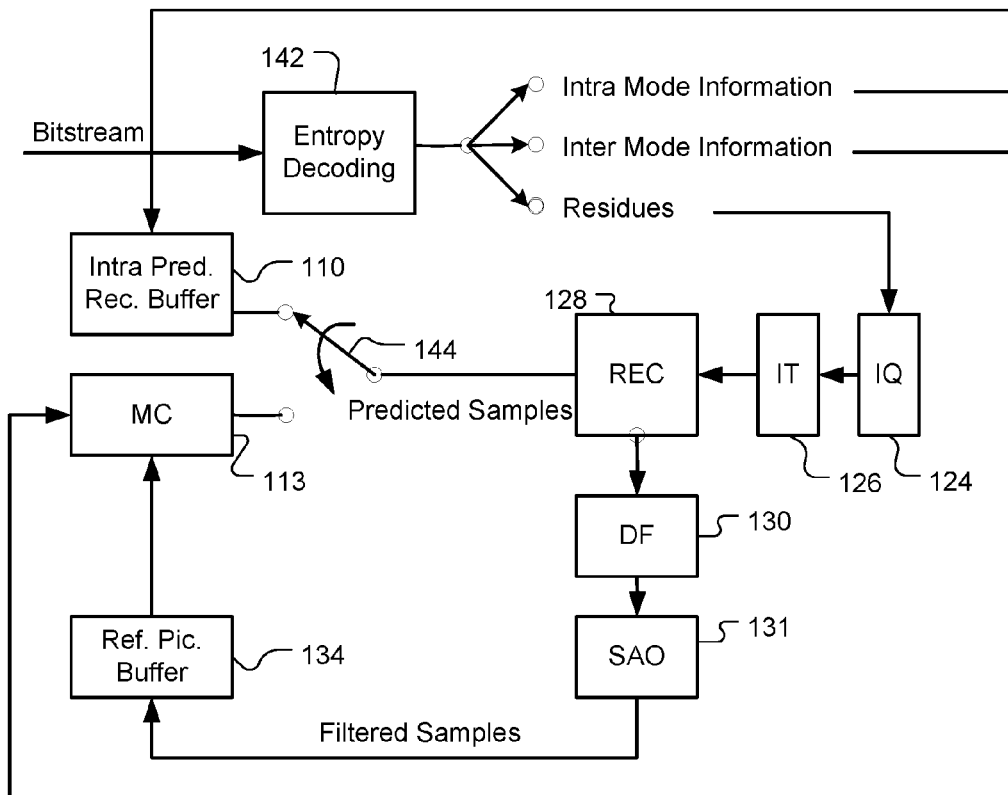 142
Bitstream
Entropy
Decoding
Intra Mode Information
Inter Mode Information
Residues
Intra Pred.
Rec. Buffer
110
144
128
REC
IT
IQ
Predicted Samples
MC
113
126
124
DF
130
SAO
131
Ref. Pic.
Buffer
134
Filtered Samples